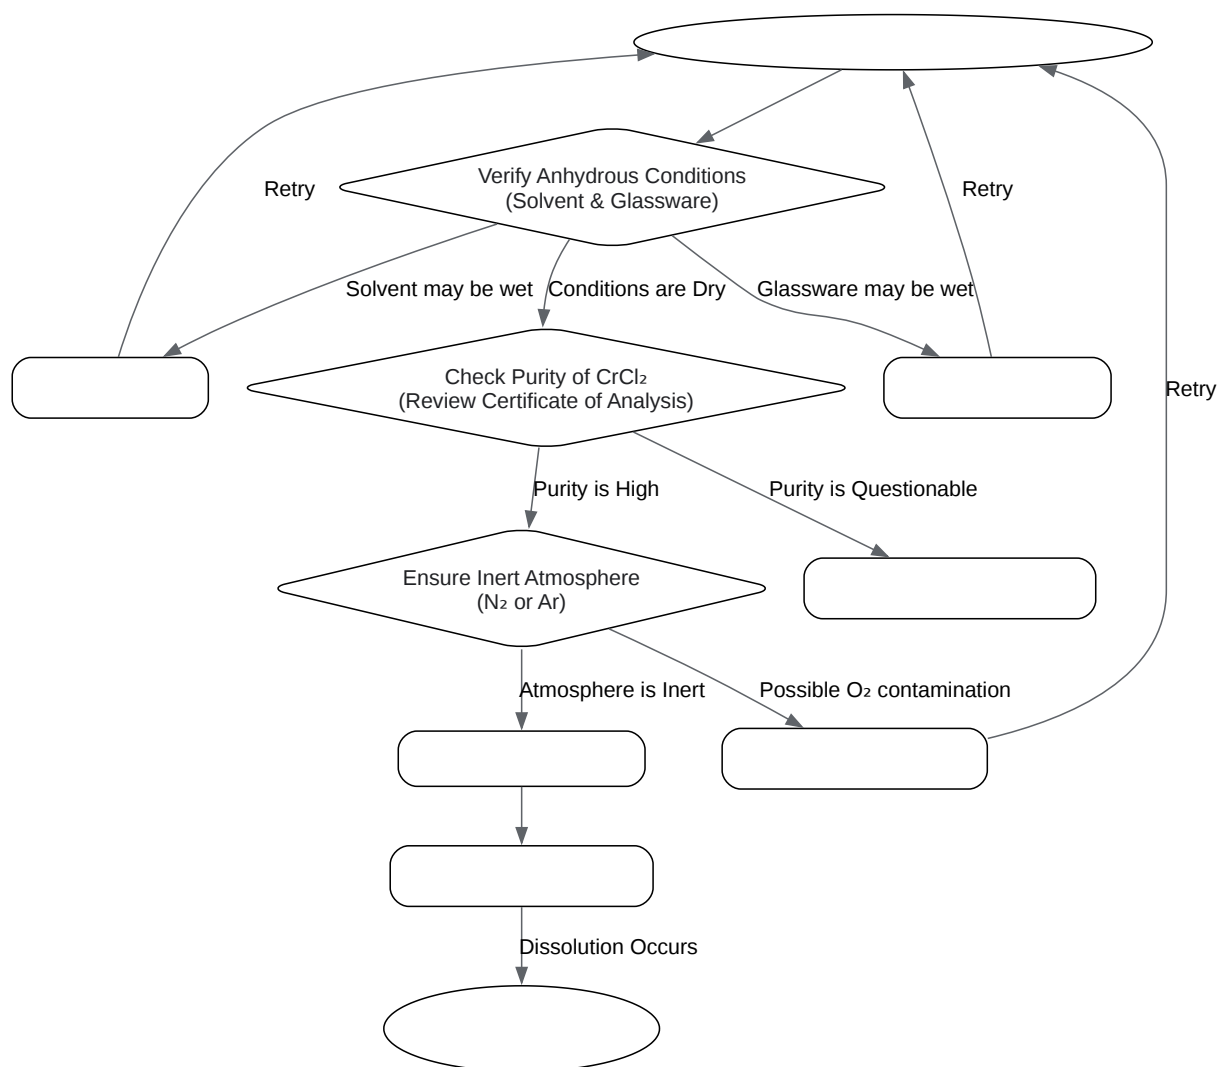 Verify Anhydrous Conditions
(Solvent & Glassware)
Retry
Retry
Solvent may be wet
Conditions are Dry
Glassware may be wet
Check Purity of CrCl₂
(Review Certificate of Analysis)
Retry
Purity is High
Purity is Questionable
Ensure Inert Atmosphere
(N₂ or Ar)
Atmosphere is Inert
Possible O₂ contamination
Dissolution Occurs